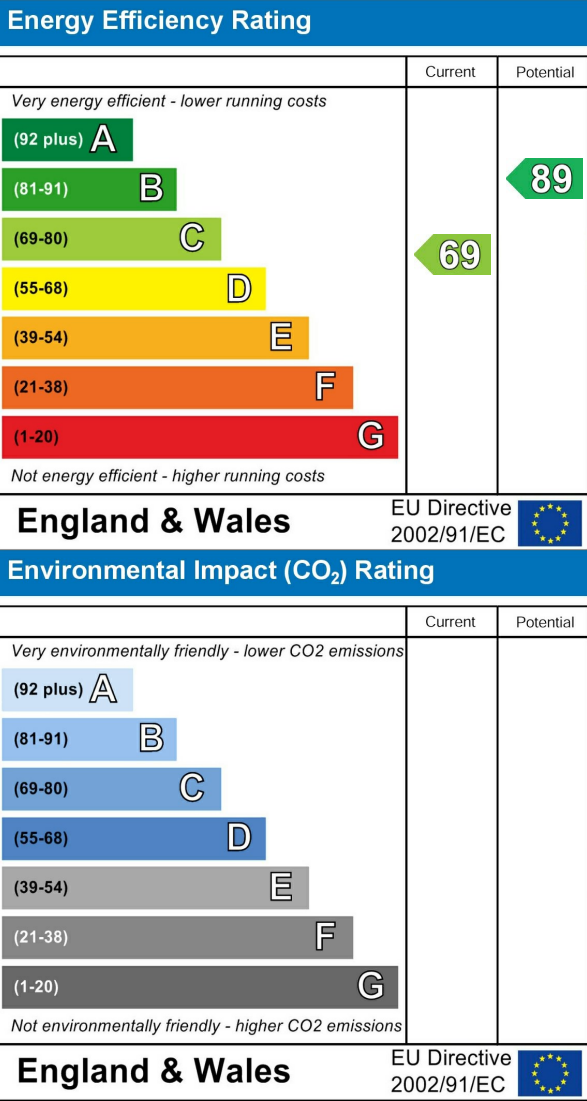 Energy Efficiency Rating
Current Potential
Very energy efficient - lower running costs
(92 plus) A
(81-91) B
89
(69-80) C
69
(55-68) D
(39-54) E
(21-38) F
(1-20) G
Not energy efficient - higher running costs
England & Wales
EU Directive
2002/91/EC
Environmental Impact (CO₂) Rating
Current Potential
Very environmentally friendly - lower CO2 emissions
(92 plus) A
(81-91) B
(69-80) C
(55-68) D
(39-54) E
(21-38) F
(1-20) G
Not environmentally friendly - higher CO2 emissions
England & Wales
EU Directive
2002/91/EC